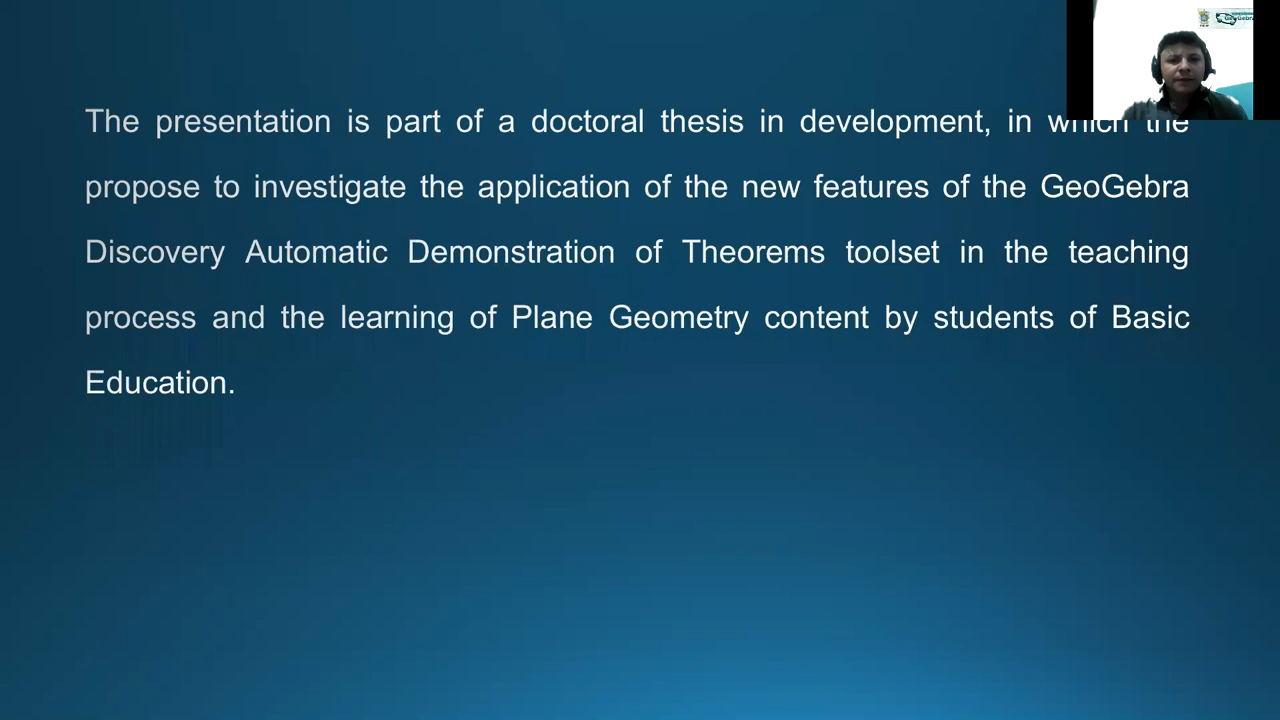 The presentation is part of a doctoral thesis in development, in which the
propose to investigate the application of the new features of the GeoGebra
Discovery Automatic Demonstration of Theorems toolset in the teaching
process and the learning of Plane Geometry content by students of Basic
Education.